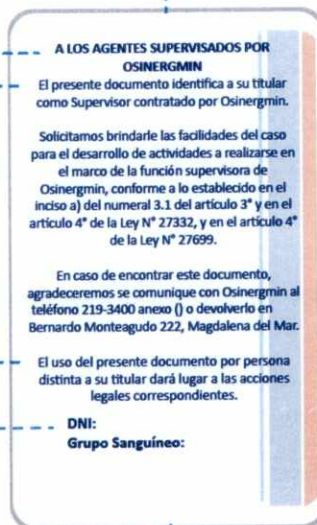 A LOS AGENTES SUPERVISADOS POR
OSINERGMIN
El presente documento identifica a su titular
como Supervisor contratado por Osinergmin.
Solicitamos brindarle las facilidades del caso
para el desarrollo de actividades a realizarse en
el marco de la función supervisora de
Osinergmin, conforme a lo establecido en el
inciso a) del numeral 3.1 del artículo 3° y en el
artículo 4° de la Ley N° 27332, y en el artículo 4°
de la Ley N° 27699.
En caso de encontrar este documento,
agradeceremos se comunique con Osinergmin al
teléfono 219-3400 anexo () o devolverlo en
Bernardo Monteagudo 222, Magdalena del Mar.
El uso del presente documento por persona
distinta a su titular dará lugar a las acciones
legales correspondientes.
DNI:
Grupo Sanguíneo: